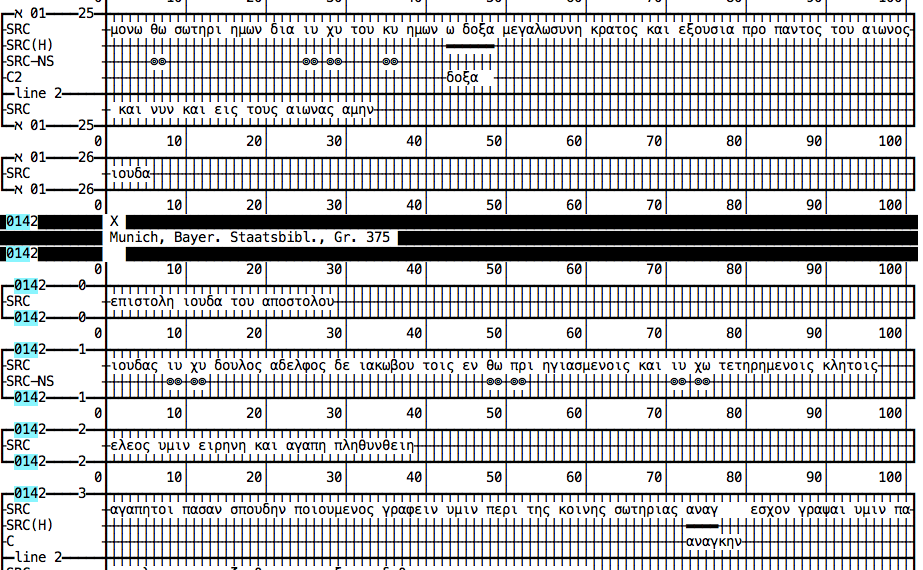 א 01 25
SRC μονω θω σωτηρι ημων δια ιυ χυ του κυ ημων ω δοξα μεγαλωσυνη κρατος και εξουσια προ παντος του αιωνος
SRC(H)
SRC-NS
C2 δοξα
line 2
SRC και νυν και εις τους αιωνας αμην
א 01 25
0 10 20 30 40 50 60 70 80 90 100
א 01 26
SRC ιουδα
א 01 26
0 10 20 30 40 50 60 70 80 90 100
0142 X
Munich, Bayer. Staatsbibl., Gr. 375
0142
0 10 20 30 40 50 60 70 80 90 100
0142 0
SRC επιστολη ιουδα του αποστολου
0142 0
0 10 20 30 40 50 60 70 80 90 100
0142 1
SRC ιουδας ιυ χυ δουλος αδελφος δε ιακωβου τοις εν θω πρι ηγιασμενοις και ιυ χω τετηρημενοις κλητοις
SRC-NS
0142 1
0 10 20 30 40 50 60 70 80 90 100
0142 2
SRC ελεος υμιν ειρηνη και αγαπη πληθυνθειη
0142 2
0 10 20 30 40 50 60 70 80 90 100
0142 3
SRC αγαπητοι πασαν σπουδην ποιουμενος γραφειν υμιν περι της κοινης σωτηριας αναγ εσχον γραψαι υμιν πα-
SRC(H)
C αναγκην
line 2